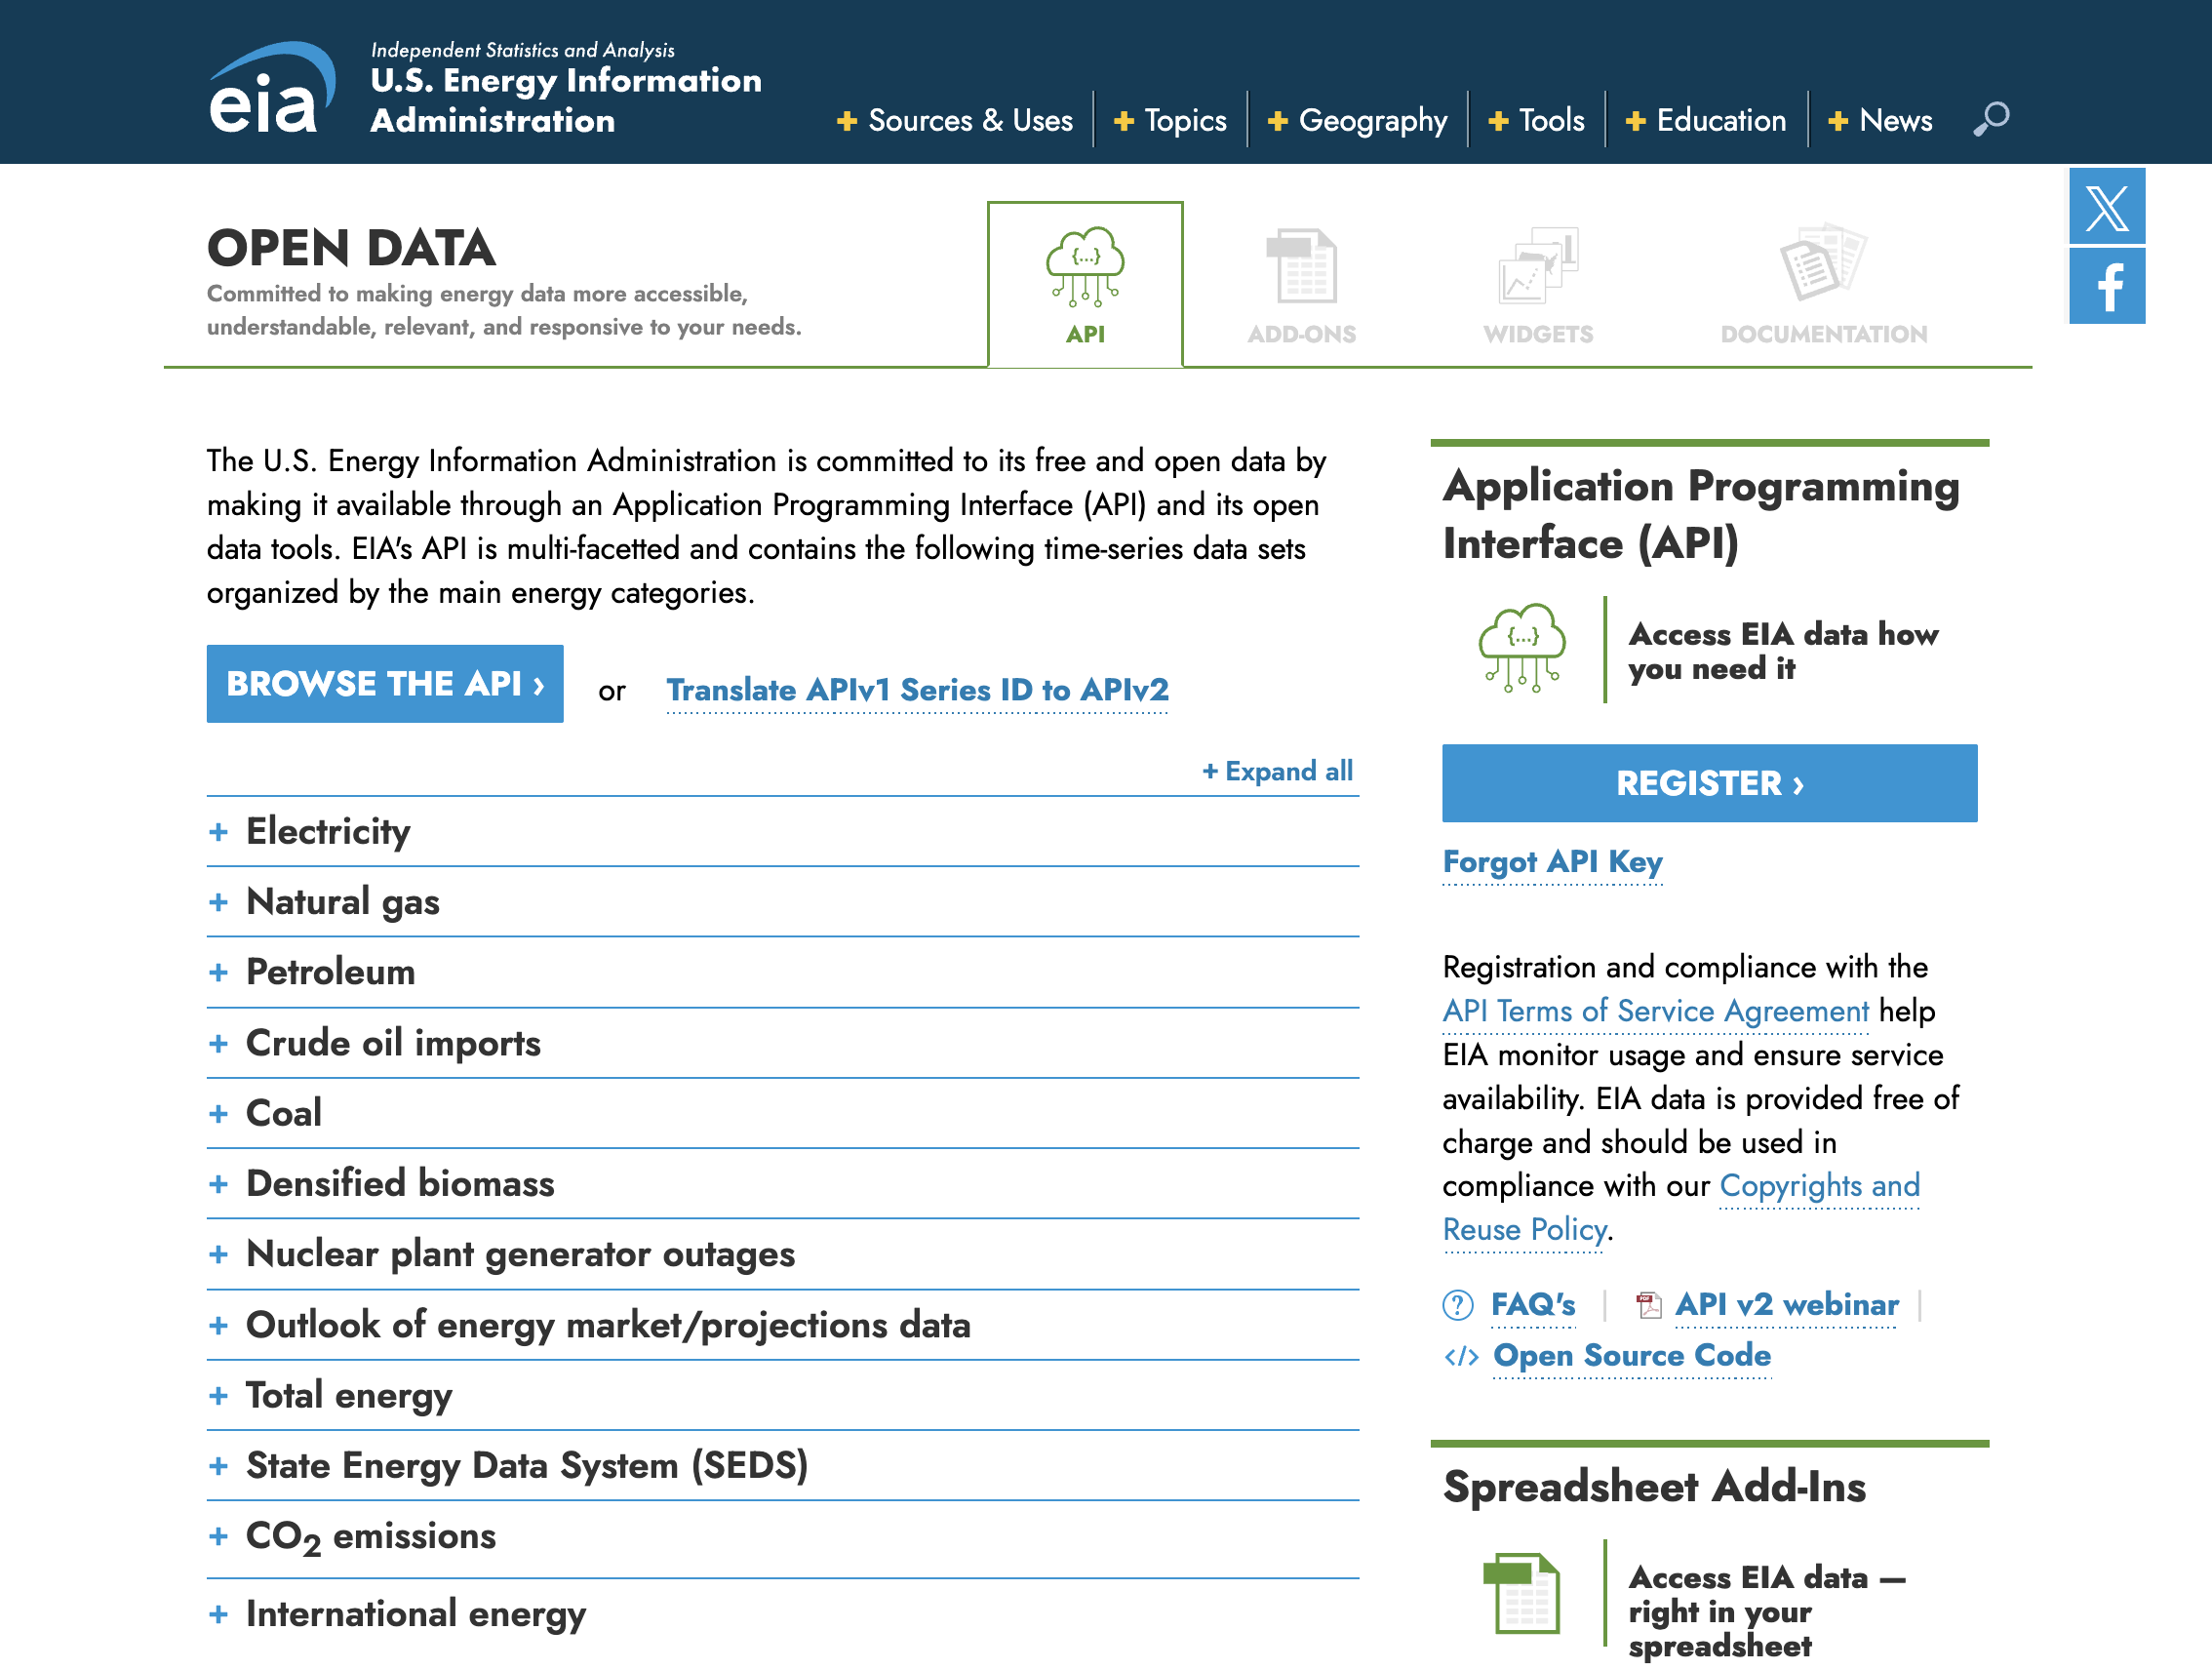 eia
Independent Statistics and Analysis
U.S. Energy Information
Administration
+ Sources & Uses
+ Topics
+ Geography
+ Tools
+ Education
+ News
OPEN DATA
Committed to making energy data more accessible,
understandable, relevant, and responsive to your needs.
{...}
API
ADD-ONS
WIDGETS
DOCUMENTATION
The U.S. Energy Information Administration is committed to its free and open data by
making it available through an Application Programming Interface (API) and its open
data tools. EIA's API is multi-facetted and contains the following time-series data sets
organized by the main energy categories.
BROWSE THE API ›
or
Translate APIv1 Series ID to APIv2
+ Expand all
+ Electricity
+ Natural gas
+ Petroleum
+ Crude oil imports
+ Coal
+ Densified biomass
+ Nuclear plant generator outages
+ Outlook of energy market/projections data
+ Total energy
+ State Energy Data System (SEDS)
+ CO2 emissions
+ International energy
Application Programming
Interface (API)
{...}
Access EIA data how
you need it
REGISTER ›
Forgot API Key
Registration and compliance with the
API Terms of Service Agreement help
EIA monitor usage and ensure service
availability. EIA data is provided free of
charge and should be used in
compliance with our Copyrights and
Reuse Policy.
? FAQ's | PDF API v2 webinar |
</> Open Source Code
Spreadsheet Add-Ins
Access EIA data —
right in your
spreadsheet